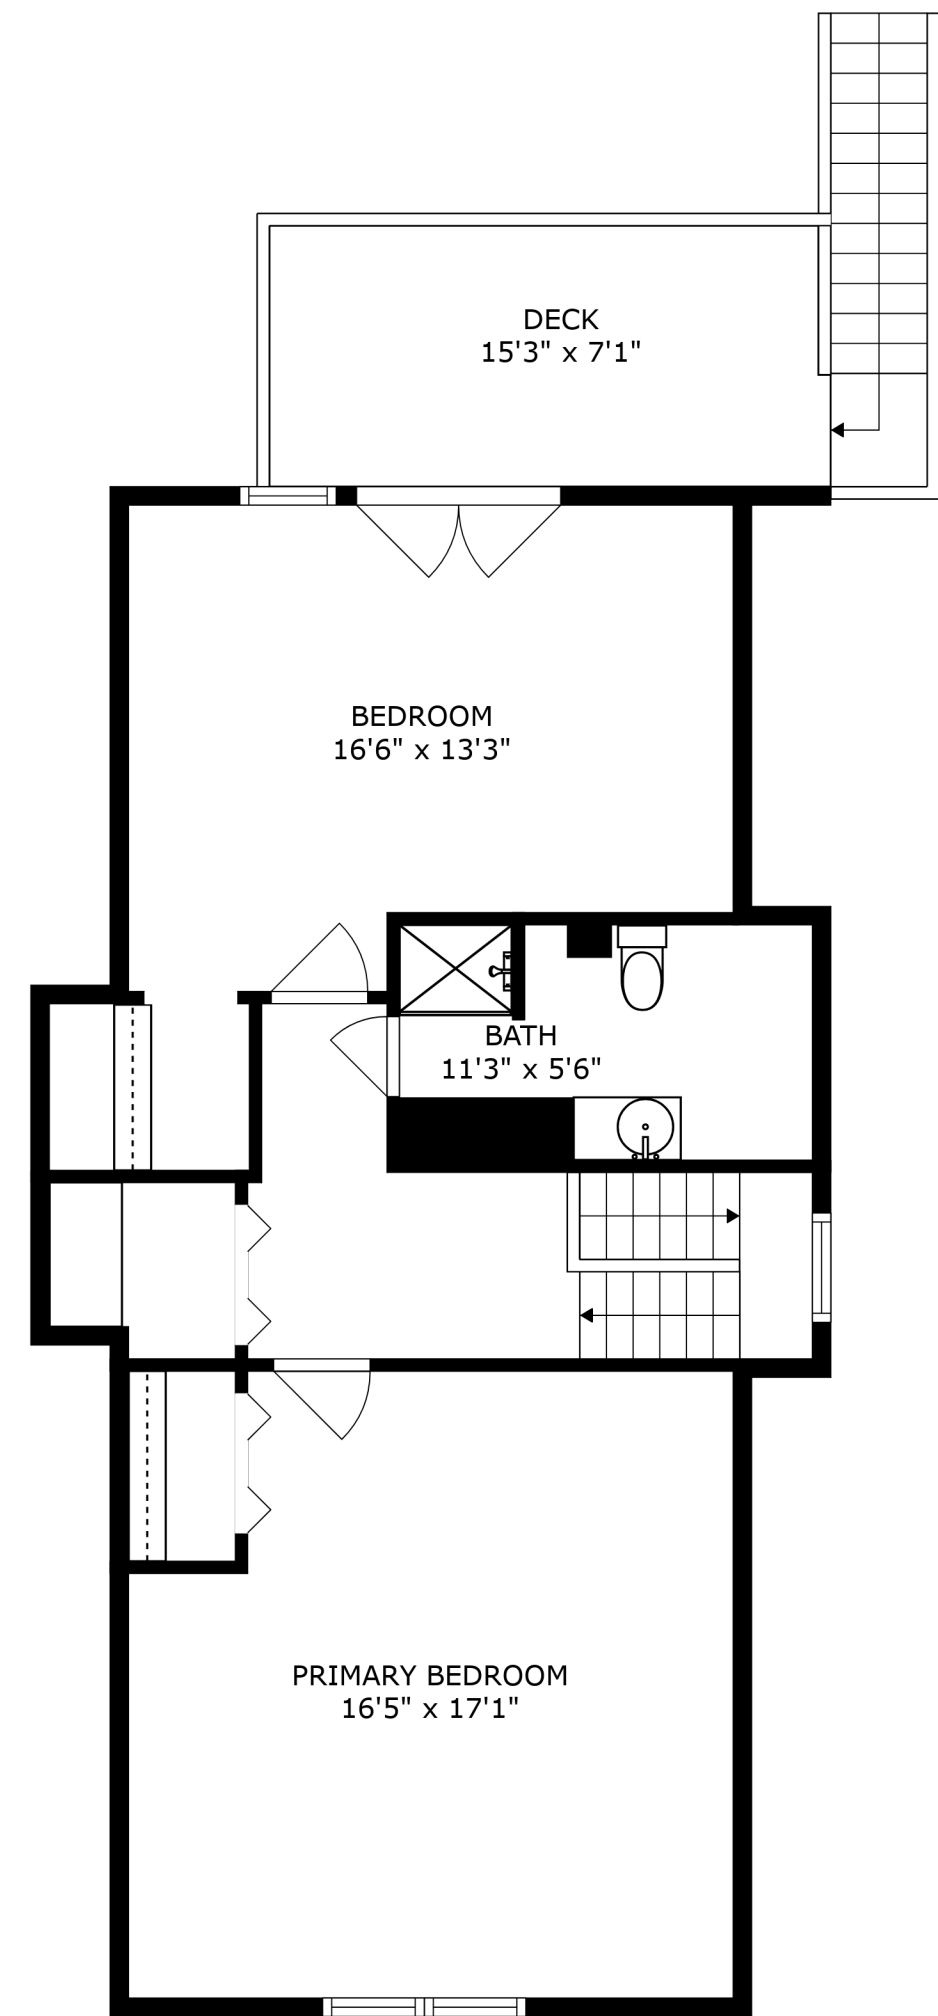 DECK
15'3" x 7'1"
BEDROOM
16'6" x 13'3"
BATH
11'3" x 5'6"
PRIMARY BEDROOM
16'5" x 17'1"